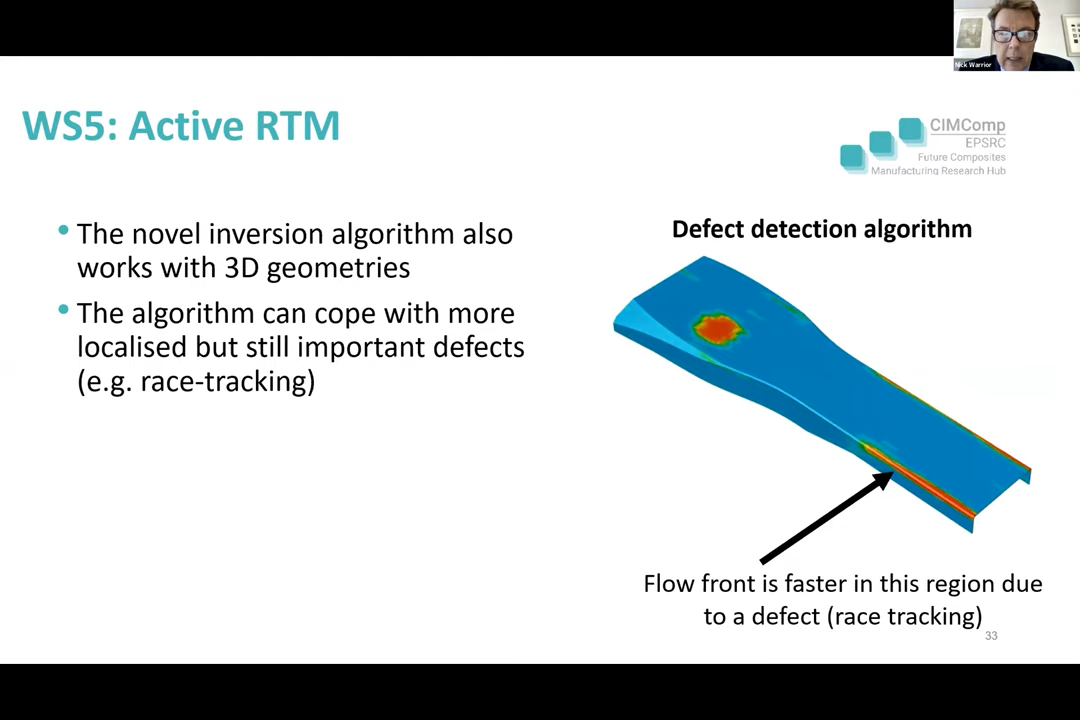 Nick Warrior
WS5: Active RTM
CIMComp
EPSRC
Future Composites
Manufacturing Research Hub
• The novel inversion algorithm also
works with 3D geometries
• The algorithm can cope with more
localised but still important defects
(e.g. race-tracking)
Defect detection algorithm
Flow front is faster in this region due
to a defect (race tracking)
33